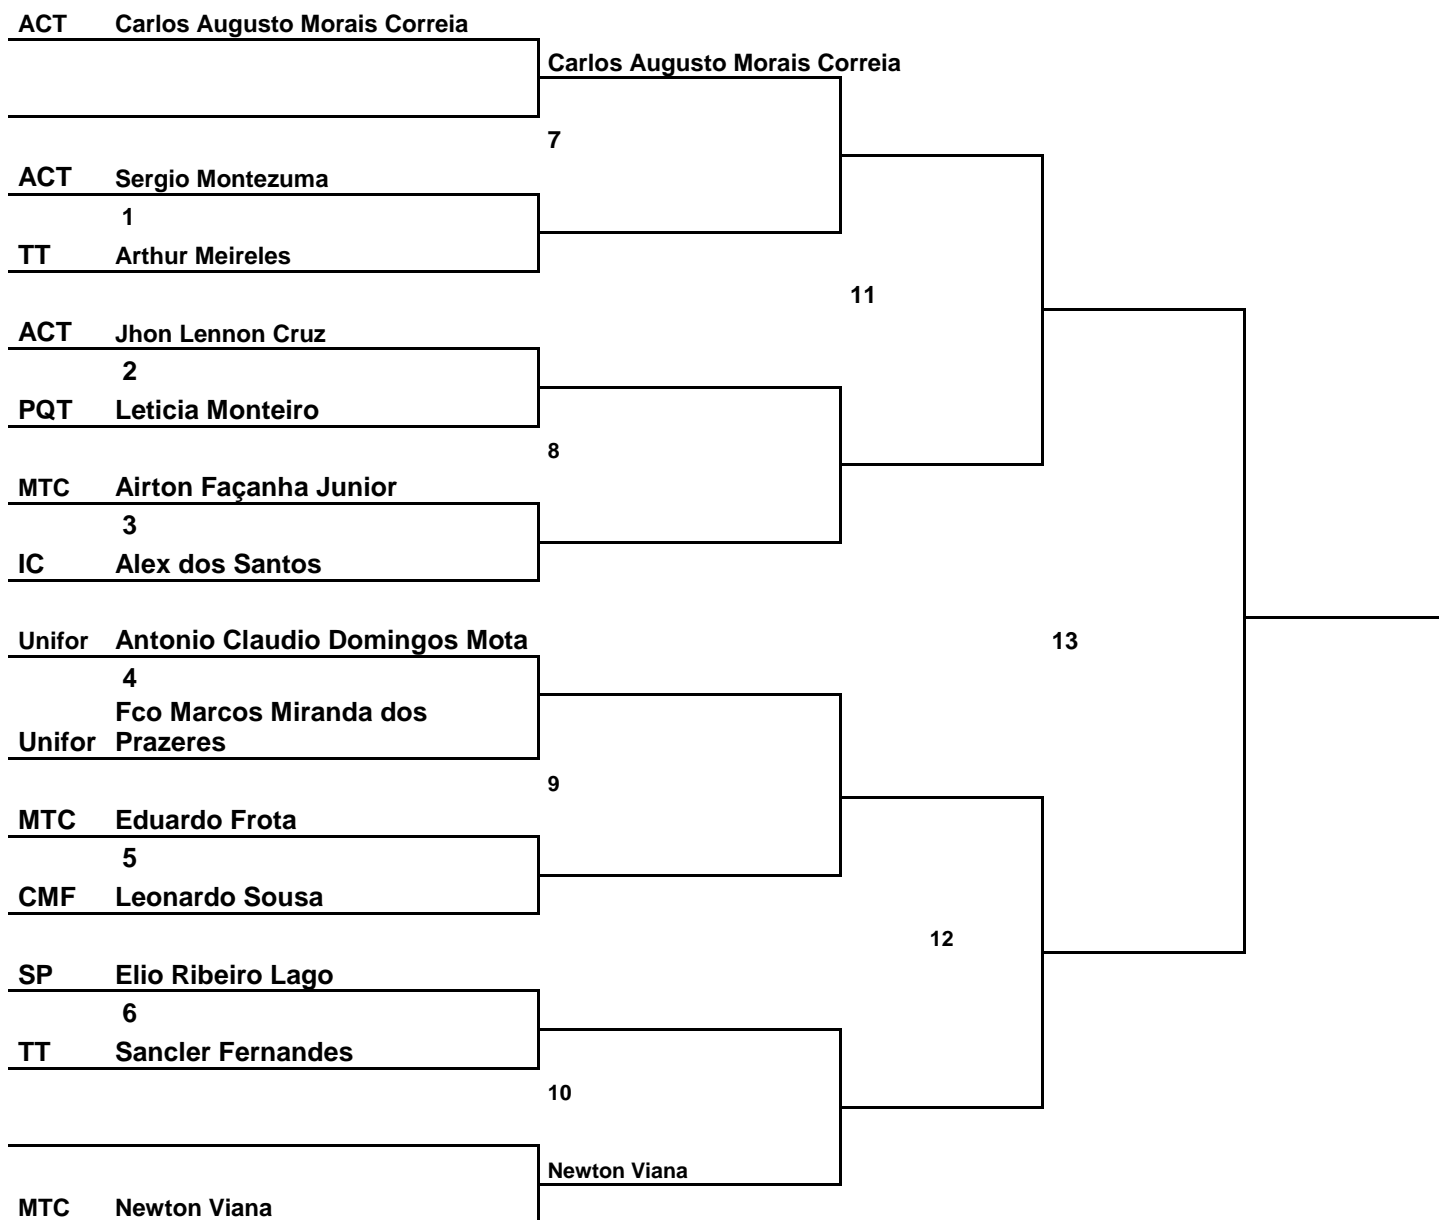 ACT Carlos Augusto Morais Correia
Carlos Augusto Morais Correia
7
ACT Sergio Montezuma
1
TT Arthur Meireles
11
ACT Jhon Lennon Cruz
2
PQT Leticia Monteiro
8
MTC Airton Façanha Junior
3
IC Alex dos Santos
Unifor Antonio Claudio Domingos Mota
13
4
Fco Marcos Miranda dos
Unifor Prazeres
9
MTC Eduardo Frota
5
CMF Leonardo Sousa
12
SP Elio Ribeiro Lago
6
TT Sancler Fernandes
10
Newton Viana
MTC Newton Viana